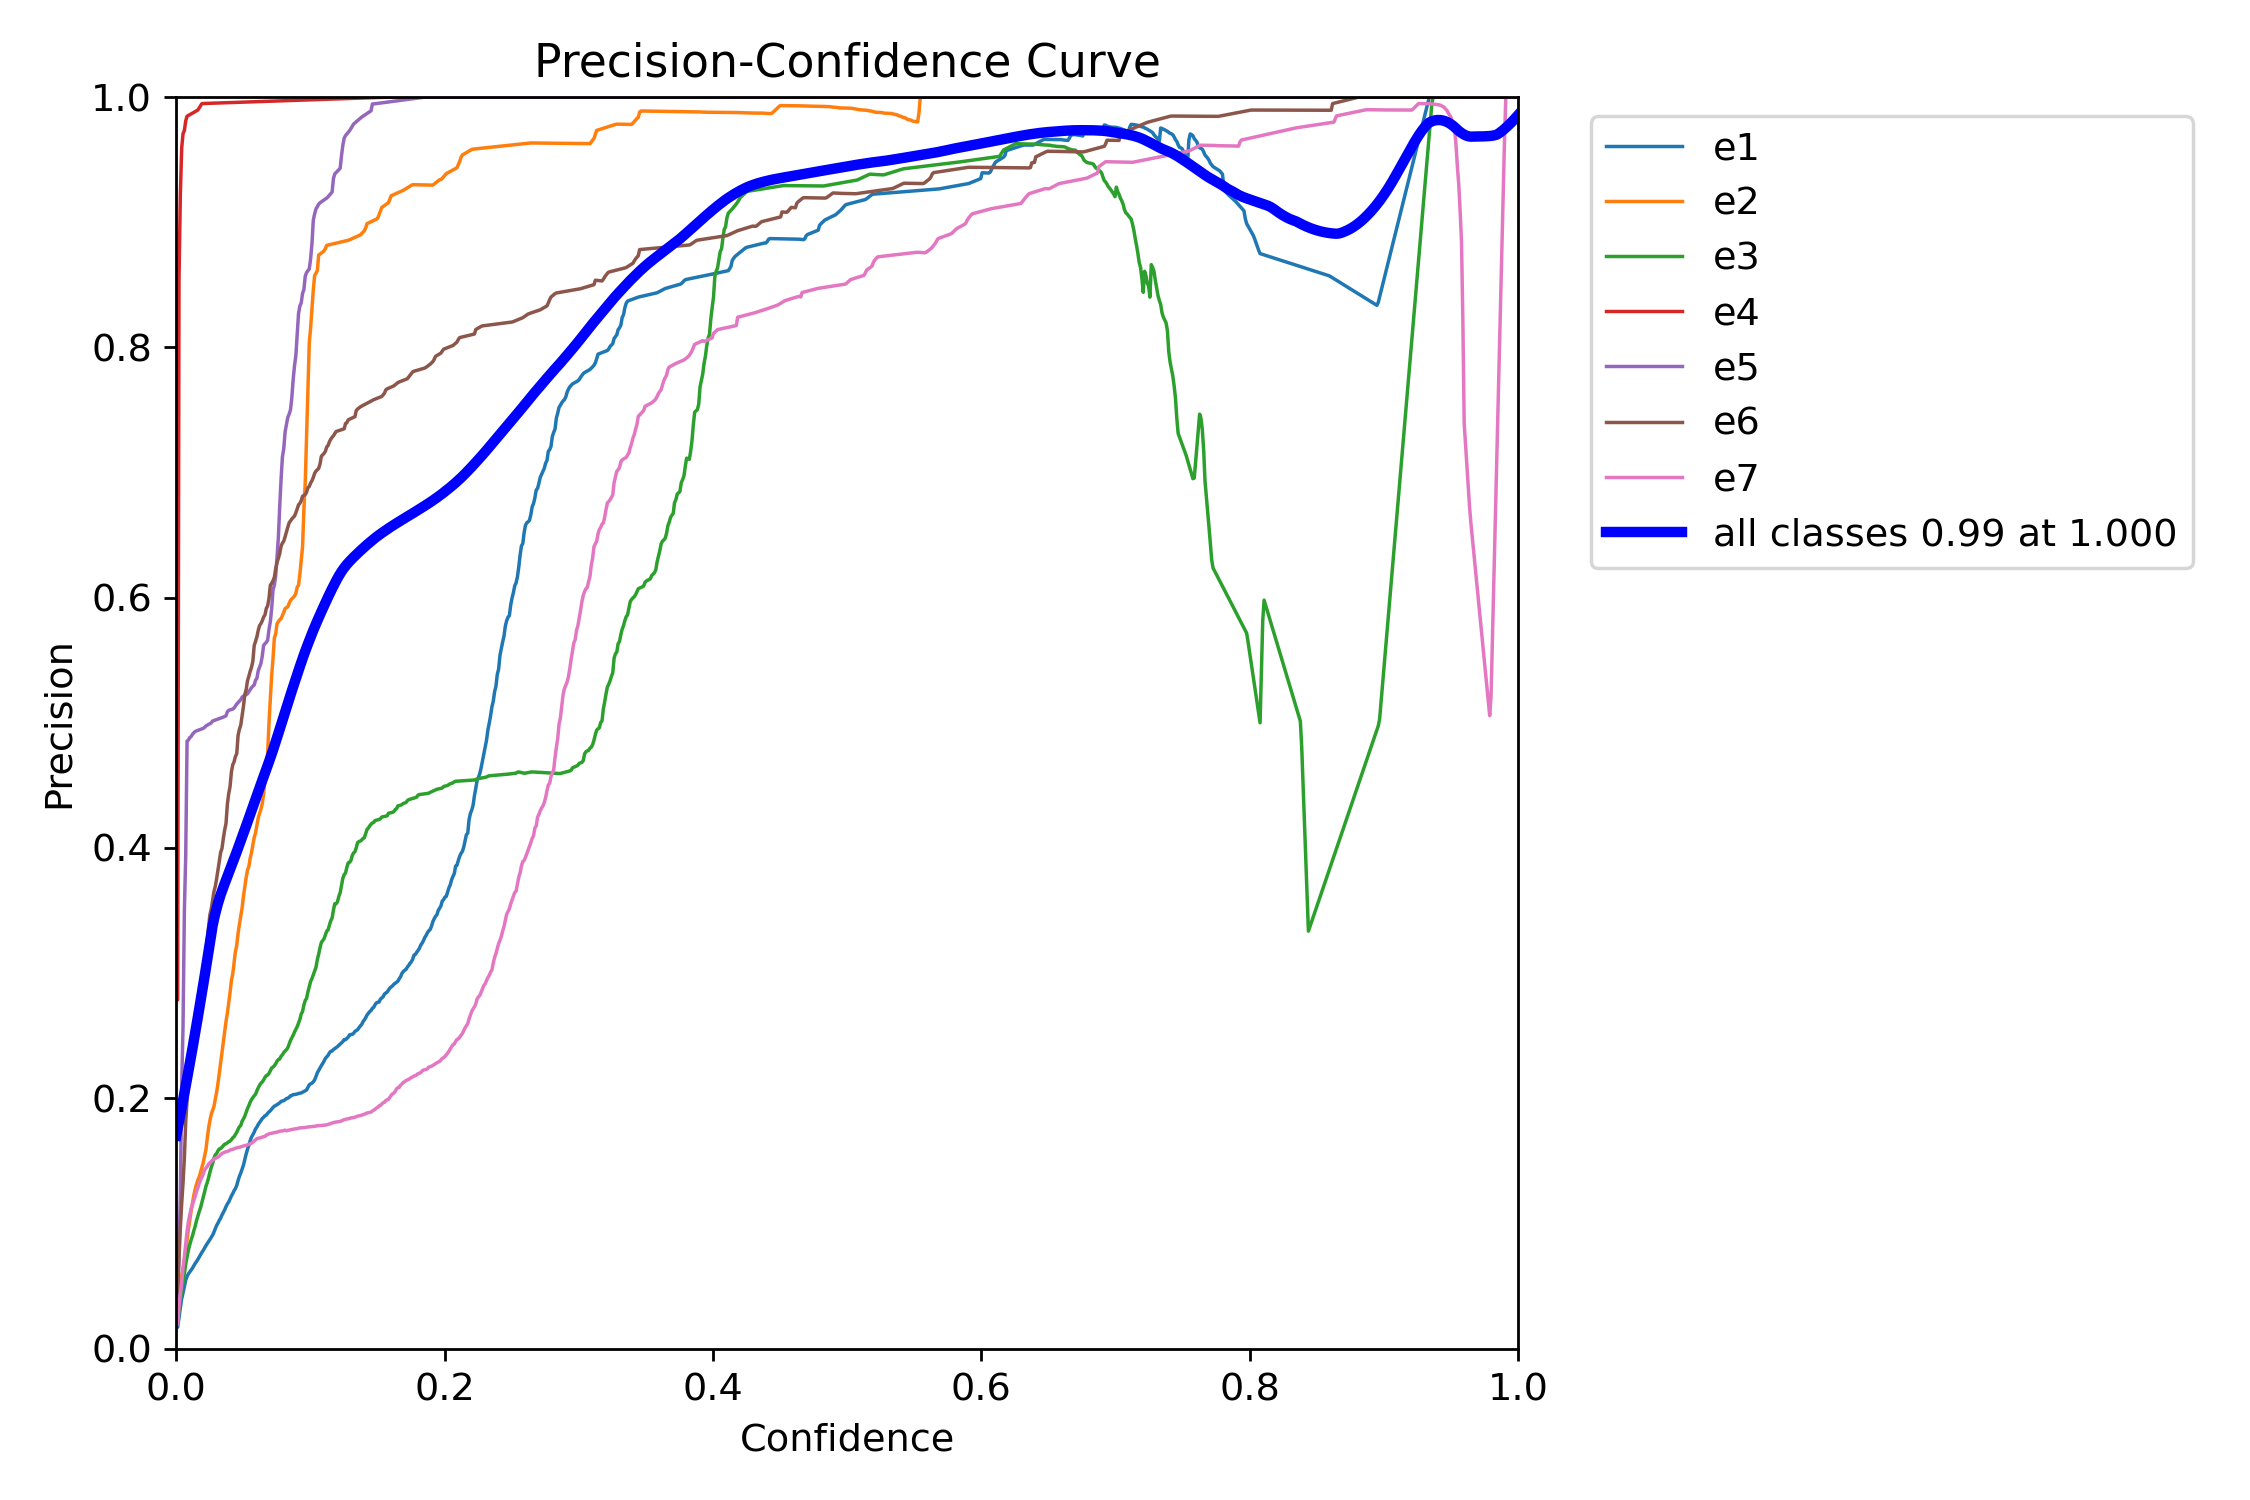 Precision-Confidence Curve
1.0
0.8
0.6
0.4
0.2
0.0
Precision
0.0 0.2 0.4 0.6 0.8 1.0
Confidence
e1
e2
e3
e4
e5
e6
e7
all classes 0.99 at 1.000